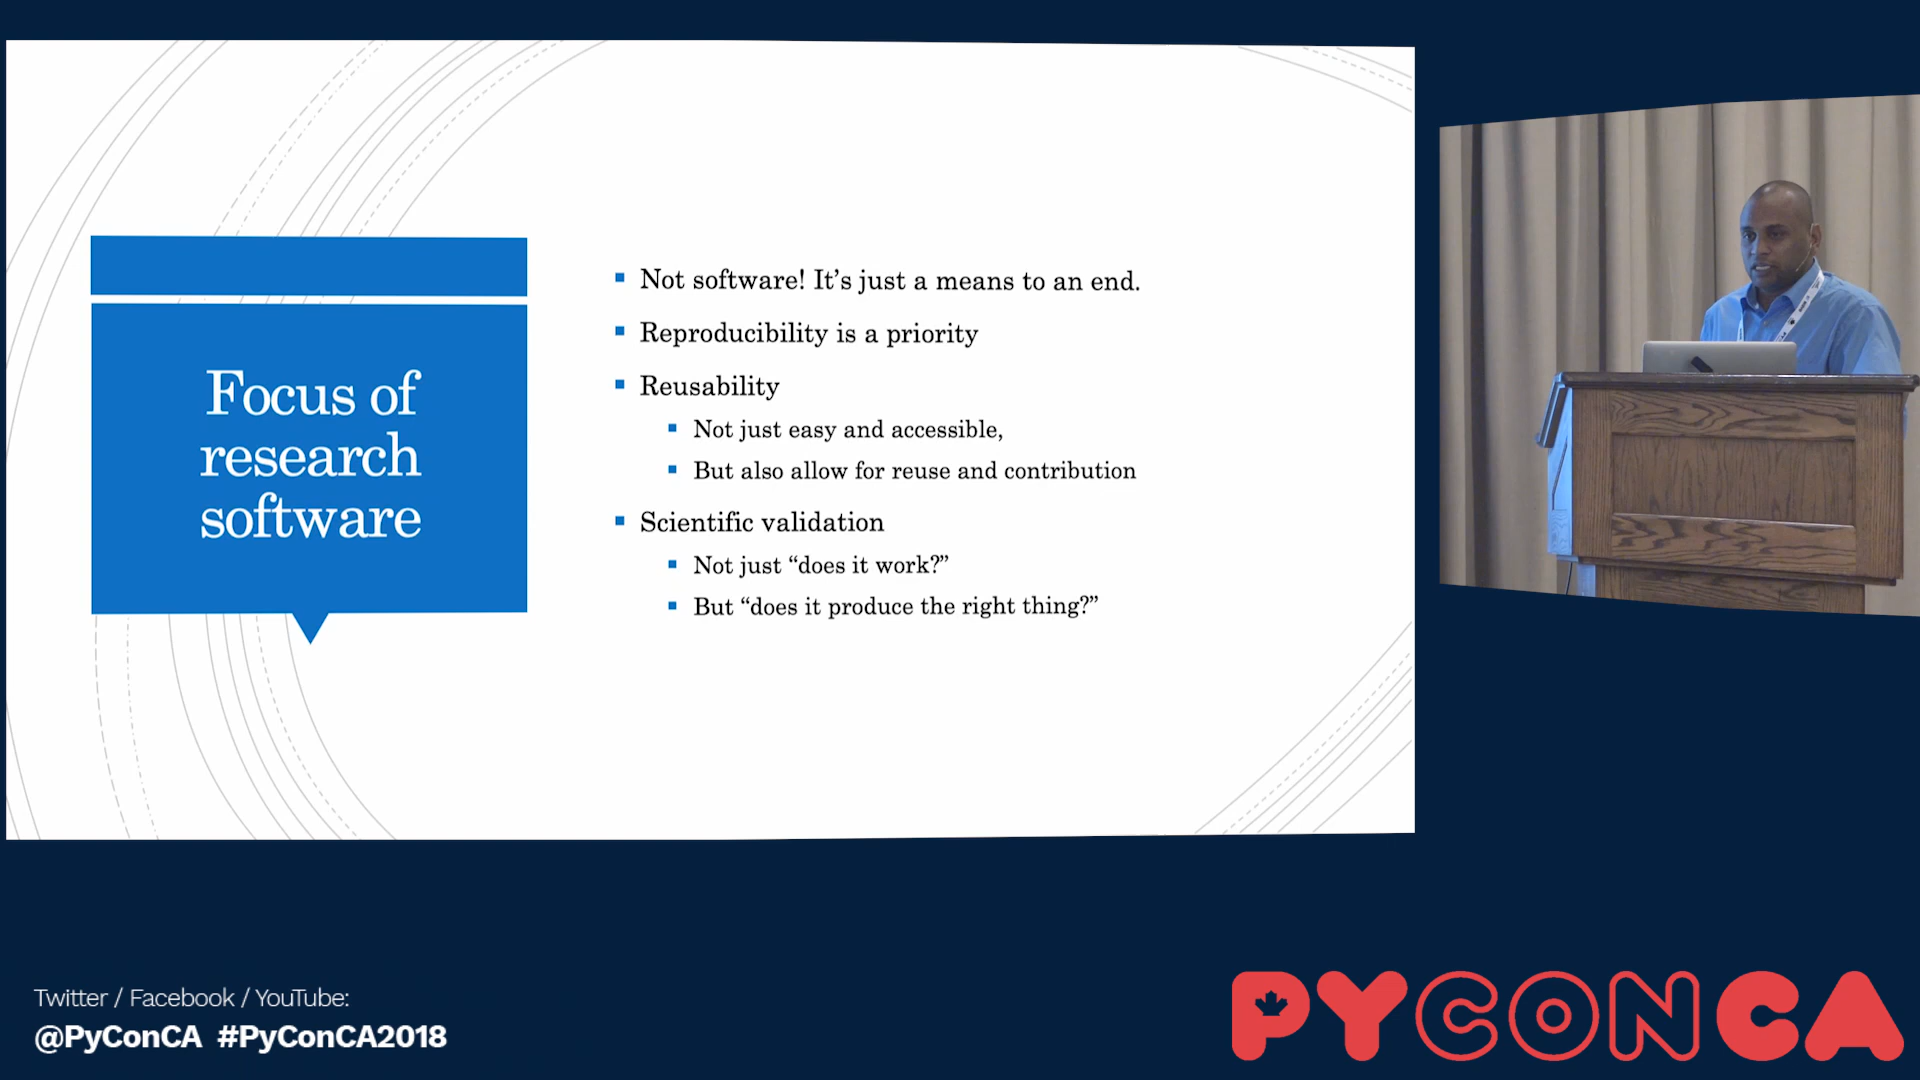 Focus of
research
software
Not software! It’s just a means to an end.
Reproducibility is a priority
Reusability
Not just easy and accessible,
But also allow for reuse and contribution
Scientific validation
Not just “does it work?”
But “does it produce the right thing?”
Twitter / Facebook / YouTube:
@PyConCA #PyConCA2018
PYCONCA